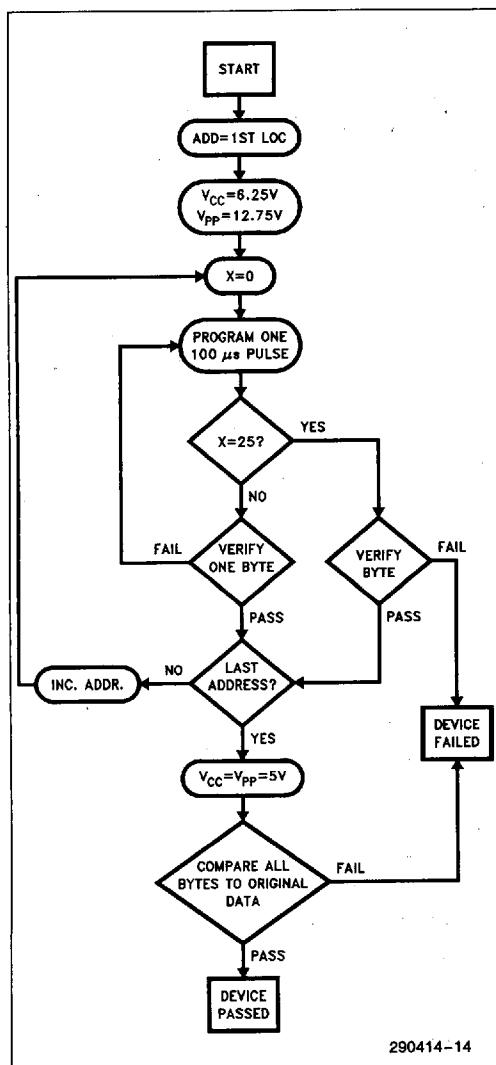 START
ADD=1ST LOC
VCC=6.25V
VPP=12.75V
X=0
PROGRAM ONE
100 μs PULSE
X=25?
YES
NO
VERIFY
ONE BYTE
FAIL
PASS
VERIFY
BYTE
FAIL
PASS
LAST
ADDRESS?
NO
INC. ADDR.
YES
DEVICE
FAILED
VCC=VPP=5V
COMPARE ALL
BYTES TO ORIGINAL
DATA
FAIL
PASS
DEVICE
PASSED
290414-14